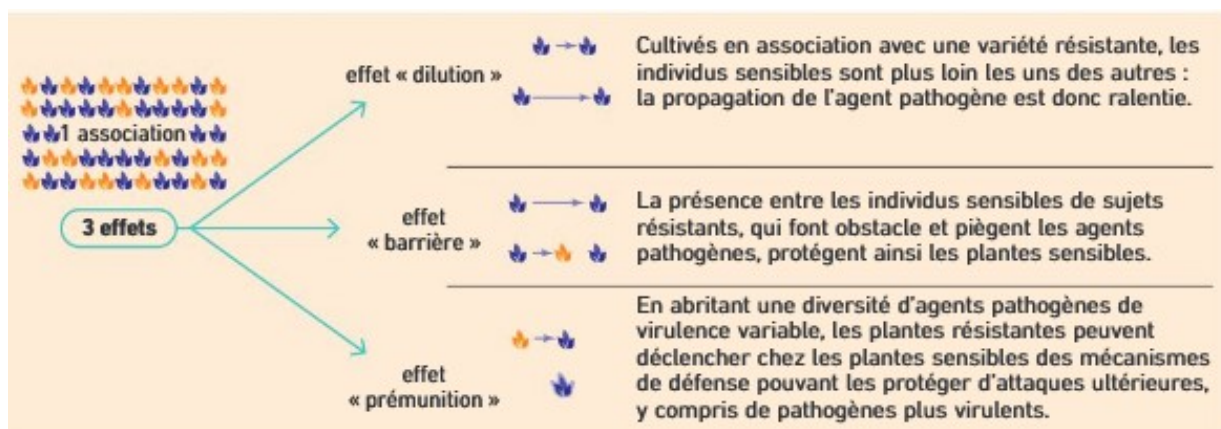 effet « dilution »
Cultivés en association avec une variété résistante, les
individus sensibles sont plus loin les uns des autres :
la propagation de l'agent pathogène est donc ralentie.
1 association
3 effets
effet
« barrière »
La présence entre les individus sensibles de sujets
résistants, qui font obstacle et piègent les agents
pathogènes, protégent ainsi les plantes sensibles.
effet
« prémunition »
En abritant une diversité d'agents pathogènes de
virulence variable, les plantes résistantes peuvent
déclencher chez les plantes sensibles des mécanismes
de défense pouvant les protéger d'attaques ultérieures,
y compris de pathogènes plus virulents.